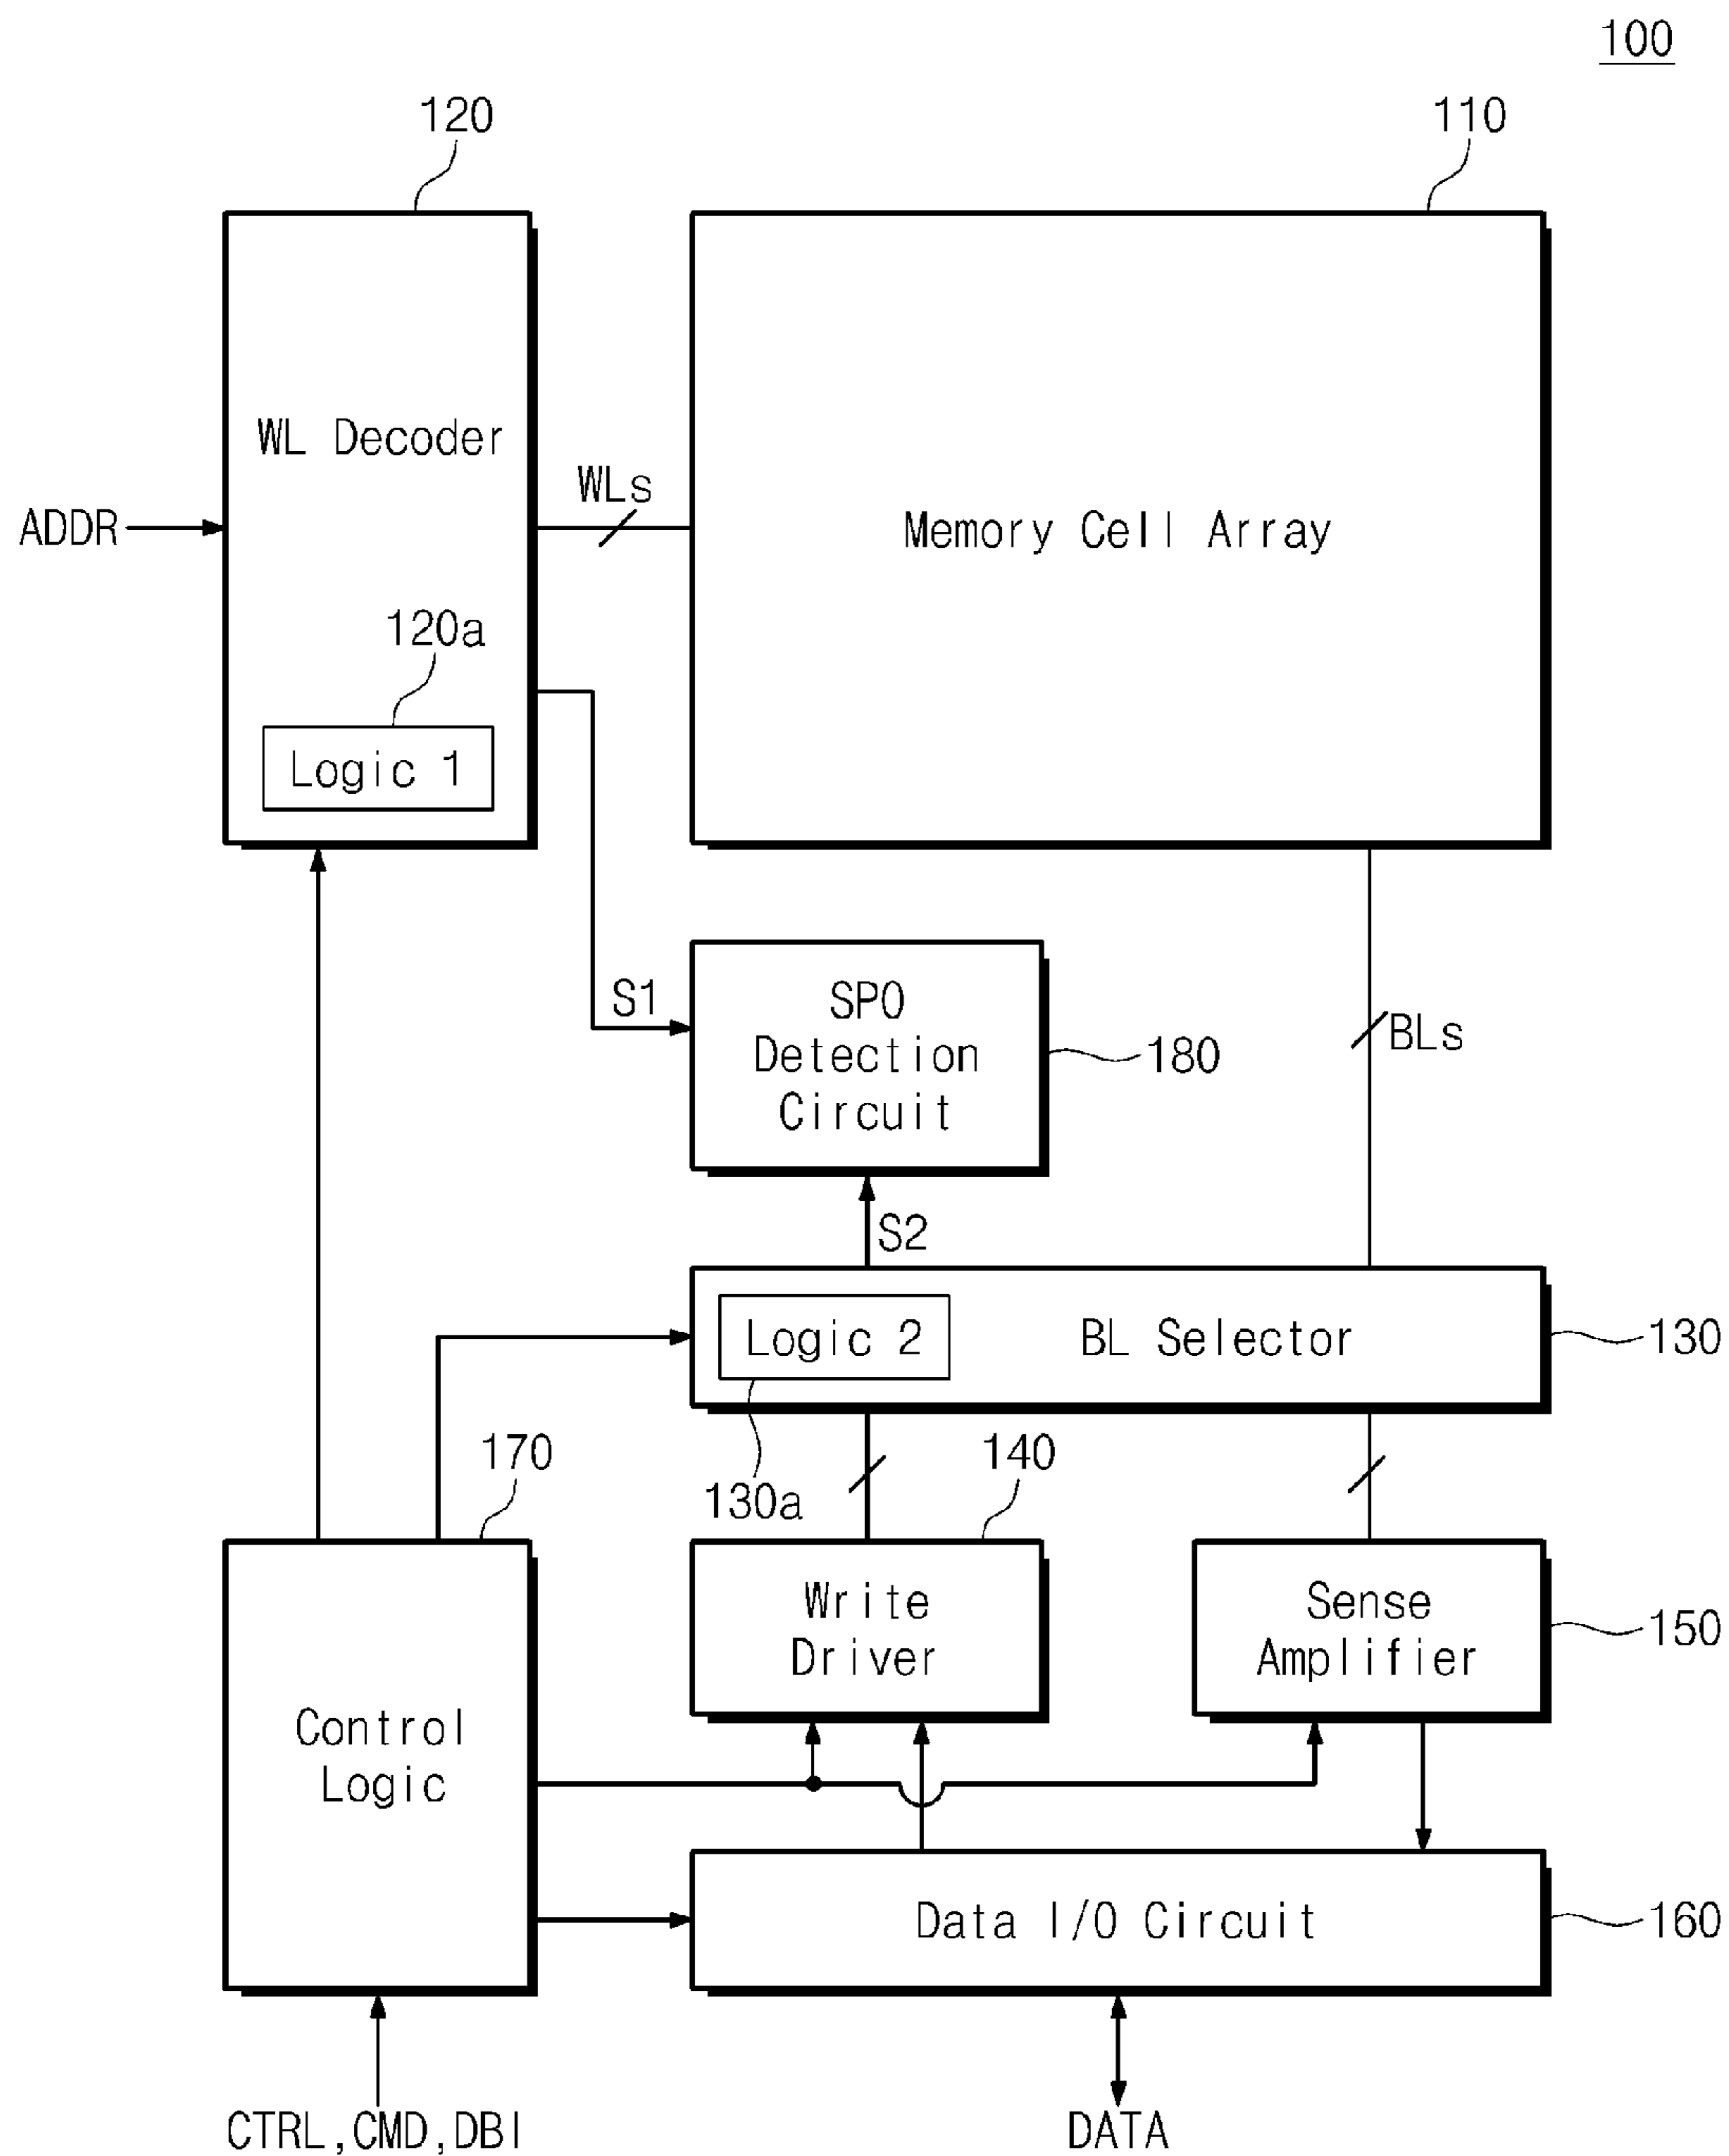 100
120
110
WL Decoder
WLs
ADDR
Memory Cell Array
120a
Logic 1
S1
SPO
Detection
Circuit
180
BLs
S2
Logic 2
BL Selector
130
170
130a
140
Write
Driver
Sense
Amplifier
150
Control
Logic
Data I/O Circuit
160
CTRL,CMD,DBI
DATA